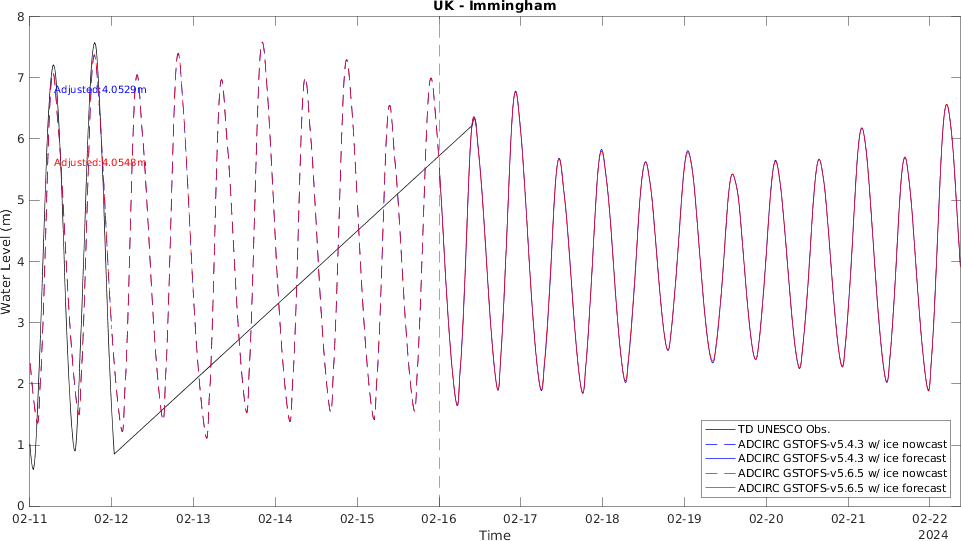 UK - Immingham
8
7
6
5
4
3
2
1
0
Water Level (m)
Adjusted:4.0529m
Adjusted:4.0548m
TD UNESCO Obs.
ADCIRC GSTOFS-v5.4.3 w/ ice nowcast
ADCIRC GSTOFS-v5.4.3 w/ ice forecast
ADCIRC GSTOFS-v5.6.5 w/ ice nowcast
ADCIRC GSTOFS-v5.6.5 w/ ice forecast
02-11 02-12 02-13 02-14 02-15 02-16 02-17 02-18 02-19 02-20 02-21 02-22
Time
2024